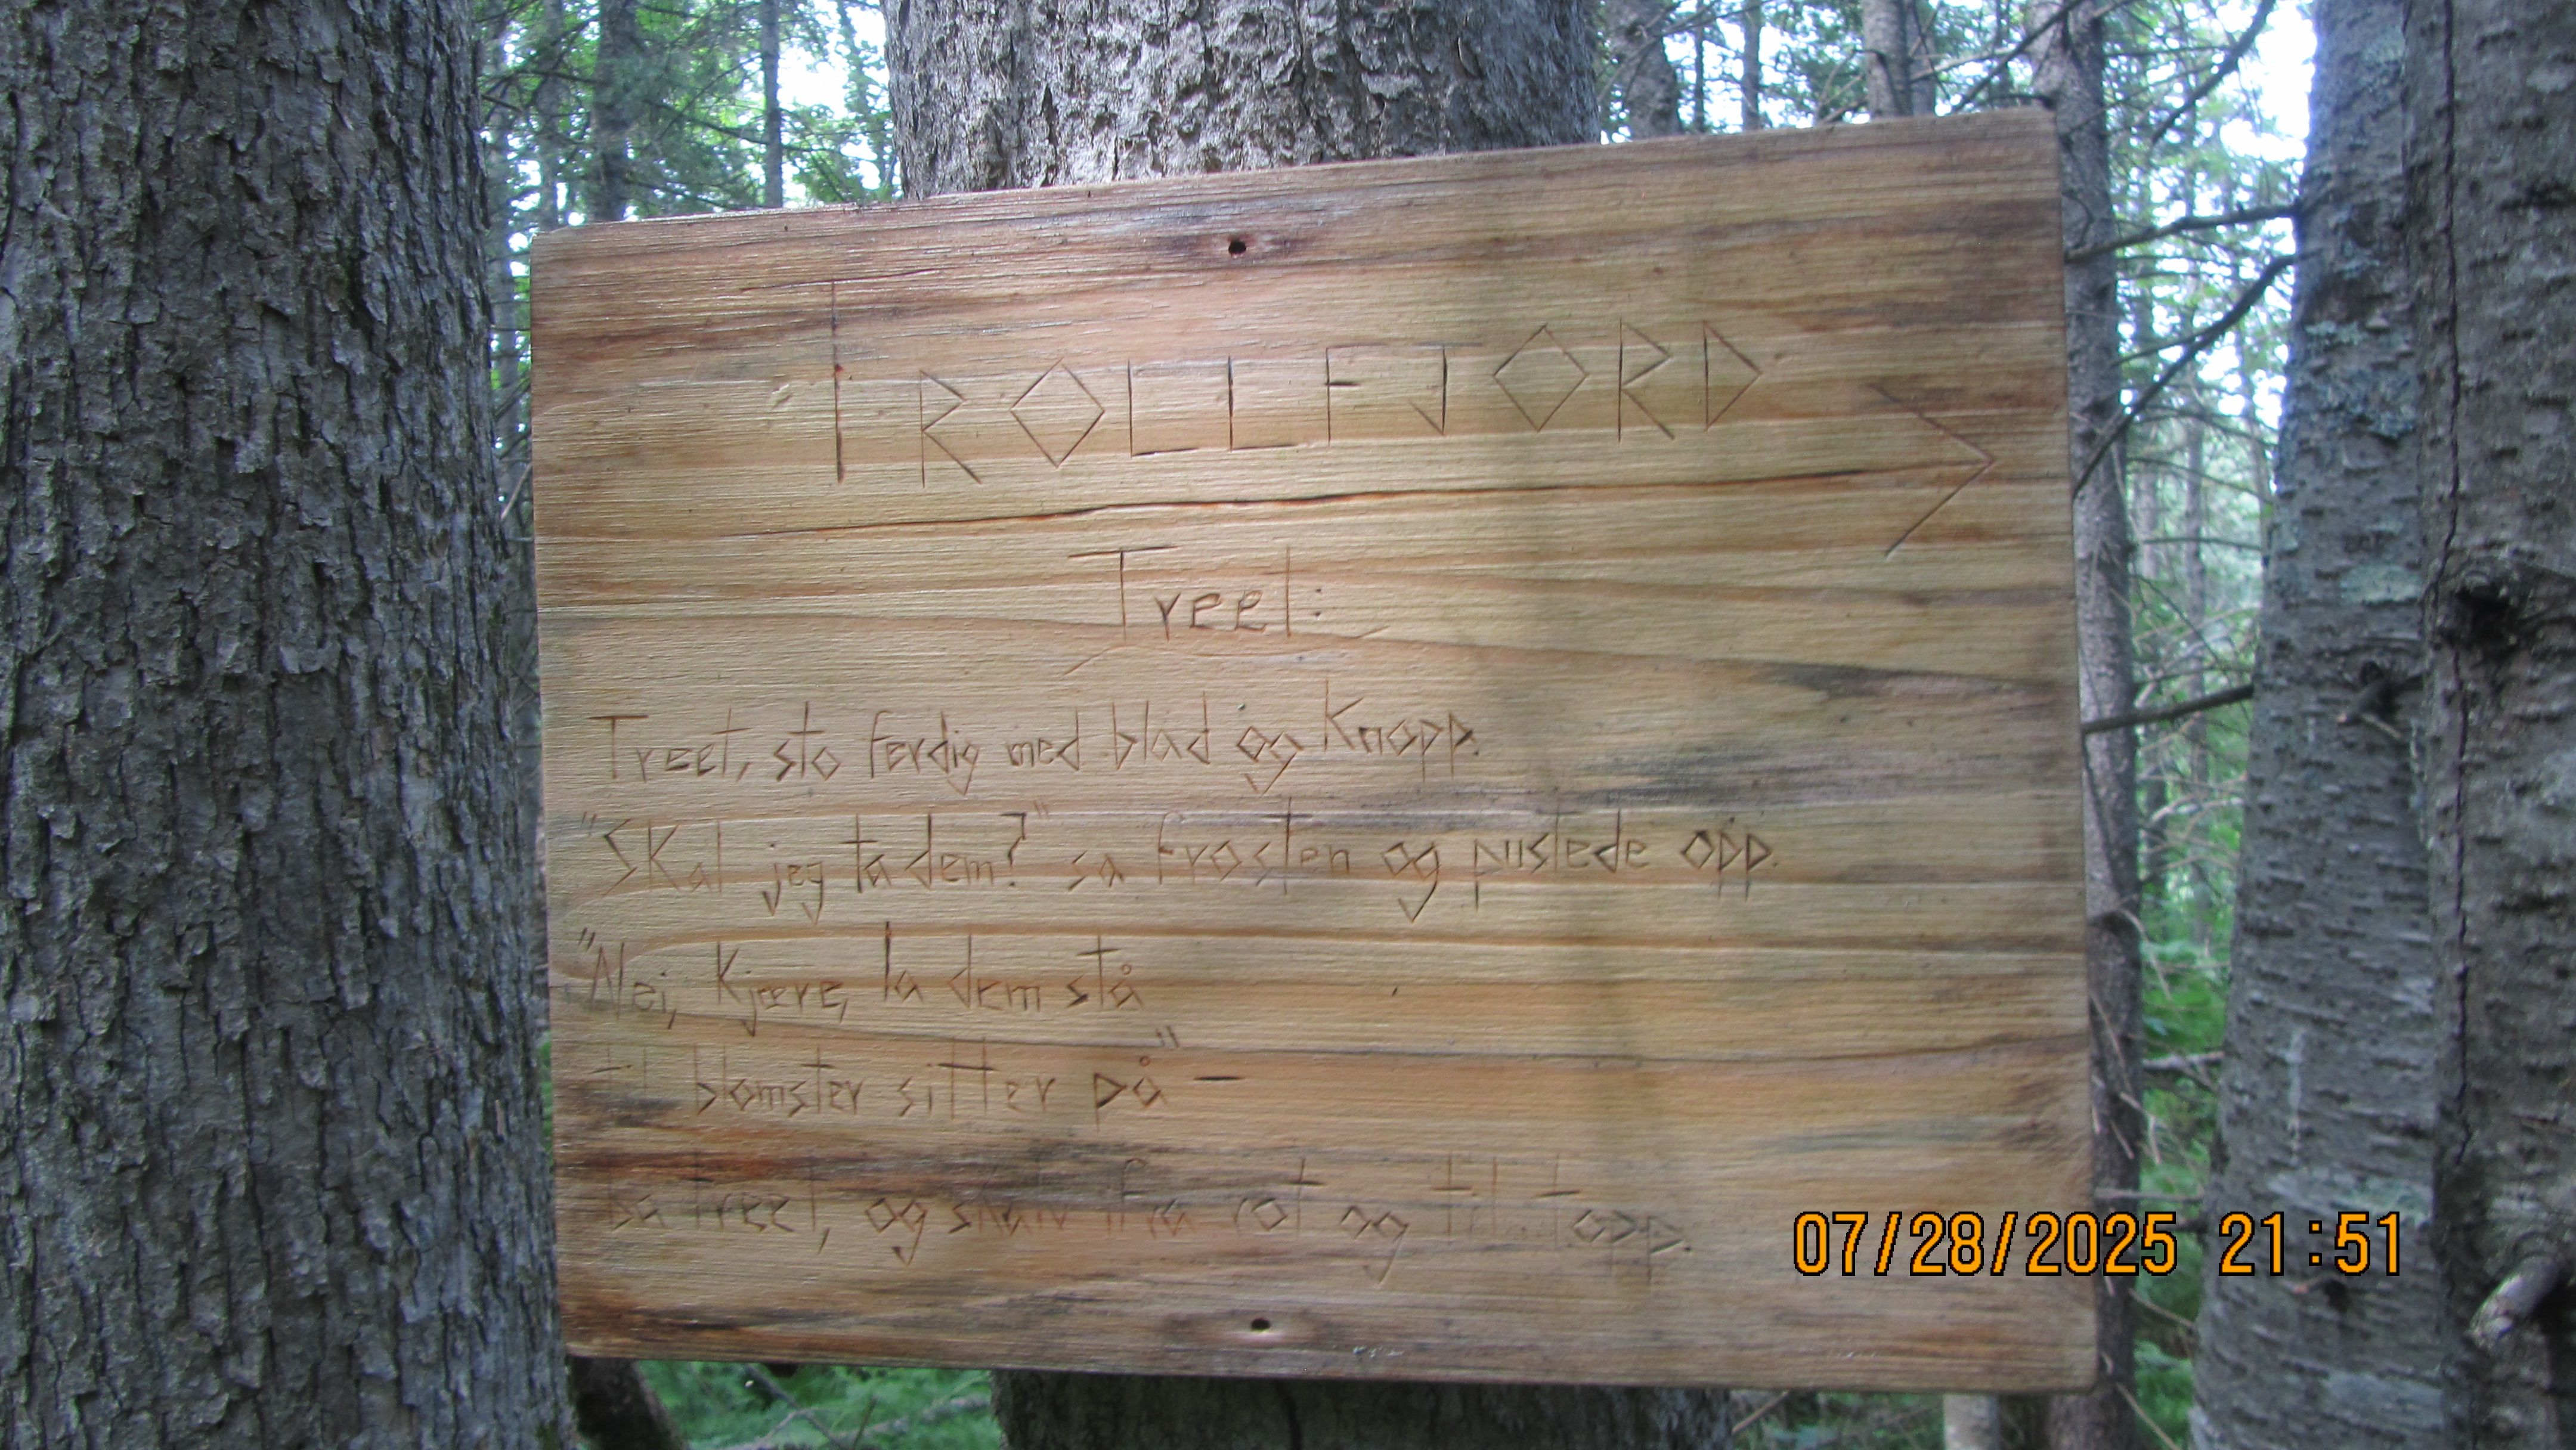 TROLLFJORD
Treet:
Treet, sto ferdig med blad og Knopp.
"SKal jeg ta dem?" sa frosten og pustede opp.
"Nei, Kjære, la dem stå
til blomster sitter på" -
ba treet, og skalv ifra rot og til topp.
07/28/2025 21:51